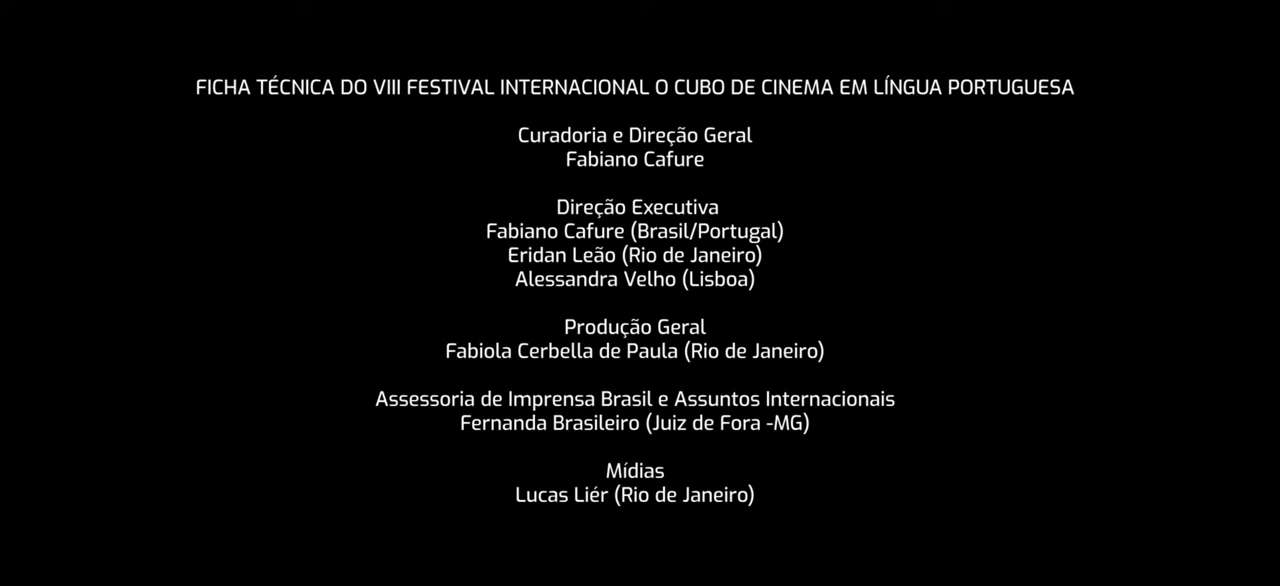 FICHA TÉCNICA DO VIII FESTIVAL INTERNACIONAL O CUBO DE CINEMA EM LÍNGUA PORTUGUESA
Curadoria e Direção Geral
Fabiano Cafure
Direção Executiva
Fabiano Cafure (Brasil/Portugal)
Eridan Leão (Rio de Janeiro)
Alessandra Velho (Lisboa)
Produção Geral
Fabiola Cerbella de Paula (Rio de Janeiro)
Assessoria de Imprensa Brasil e Assuntos Internacionais
Fernanda Brasileiro (Juiz de Fora -MG)
Mídias
Lucas Liér (Rio de Janeiro)